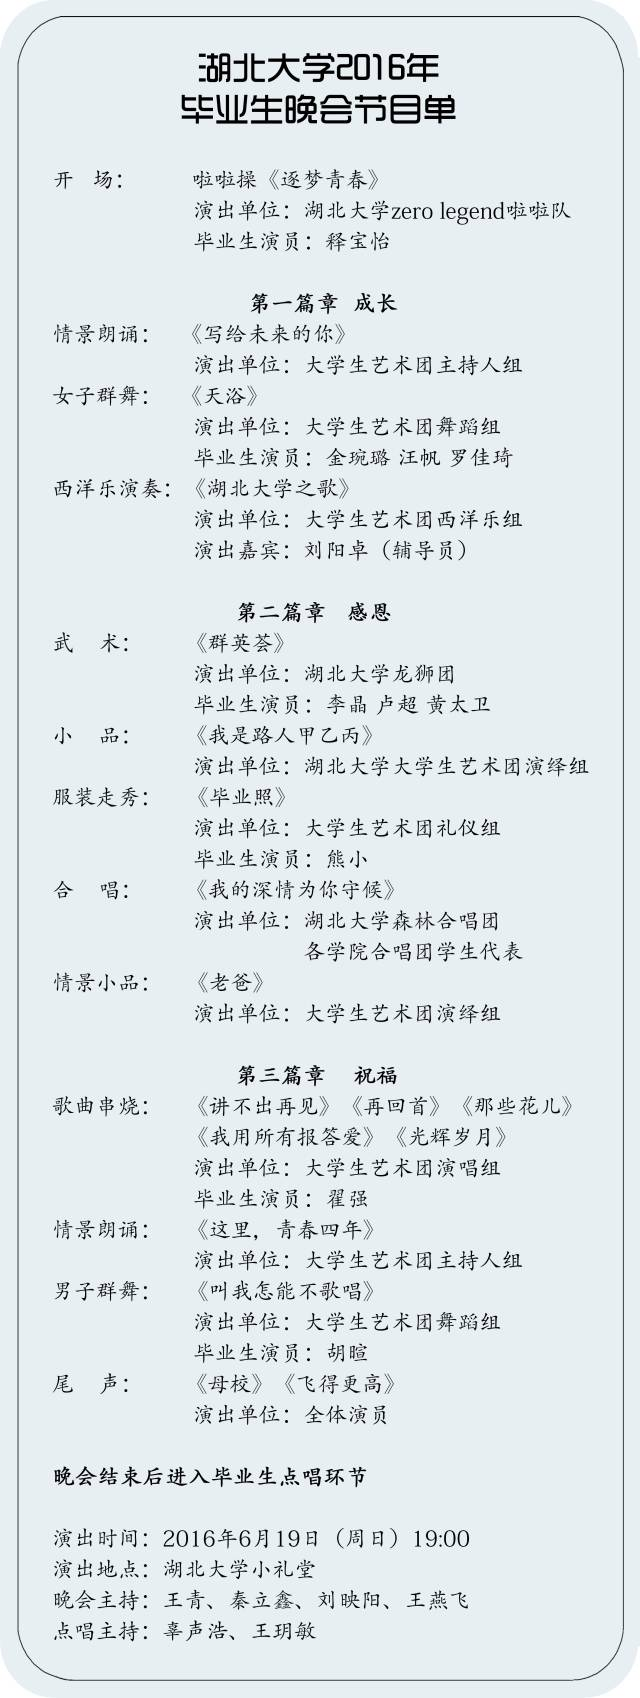 湖北大学2016年
毕业生晚会节目单
开 场： 啦啦操《逐梦青春》
演出单位：湖北大学zero legend啦啦队
毕业生演员：释宝怡
第一篇章 成长
情景朗诵： 《写给未来的你》
演出单位：大学生艺术团主持人组
女子群舞： 《天浴》
演出单位：大学生艺术团舞蹈组
毕业生演员：金琬璐 汪帆 罗佳琦
西洋乐演奏：《湖北大学之歌》
演出单位：大学生艺术团西洋乐组
演出嘉宾：刘阳卓（辅导员）
第二篇章 感恩
武 术： 《群英荟》
演出单位：湖北大学龙狮团
毕业生演员：李晶 卢超 黄太卫
小 品： 《我是路人甲乙丙》
演出单位：湖北大学大学生艺术团演绎组
服装走秀： 《毕业照》
演出单位：大学生艺术团礼仪组
毕业生演员：熊小
合 唱： 《我的深情为你守候》
演出单位：湖北大学森林合唱团
各学院合唱团学生代表
情景小品： 《老爸》
演出单位：大学生艺术团演绎组
第三篇章 祝福
歌曲串烧： 《讲不出再见》《再回首》《那些花儿》
《我用所有报答爱》《光辉岁月》
演出单位：大学生艺术团演唱组
毕业生演员：翟强
情景朗诵： 《这里，青春四年》
演出单位：大学生艺术团主持人组
男子群舞： 《叫我怎能不歌唱》
演出单位：大学生艺术团舞蹈组
毕业生演员：胡暄
尾 声： 《母校》《飞得更高》
演出单位：全体演员
晚会结束后进入毕业生点唱环节
演出时间：2016年6月19日（周日）19:00
演出地点：湖北大学小礼堂
晚会主持：王青、秦立鑫、刘映阳、王燕飞
点唱主持：辜声浩、王玥敏